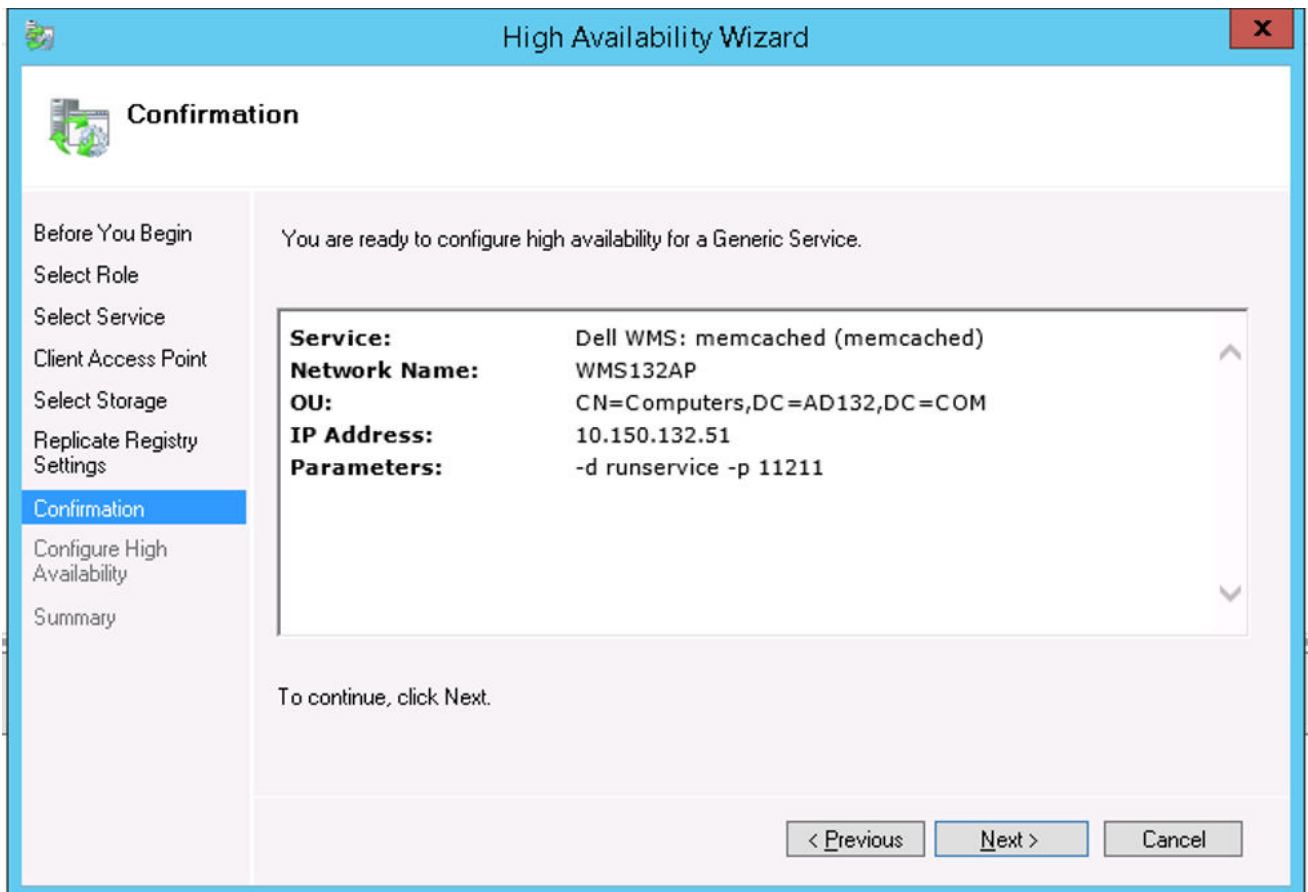 High Availability Wizard
x
Confirmation
Before You Begin
Select Role
Select Service
Client Access Point
Select Storage
Replicate Registry
Settings
Confirmation
Configure High
Availability
Summary
You are ready to configure high availability for a Generic Service.
Service: Dell WMS: memcached (memcached)
Network Name: WMS132AP
OU: CN=Computers,DC=AD132,DC=COM
IP Address: 10.150.132.51
Parameters: -d runservice -p 11211
To continue, click Next.
< Previous Next > Cancel